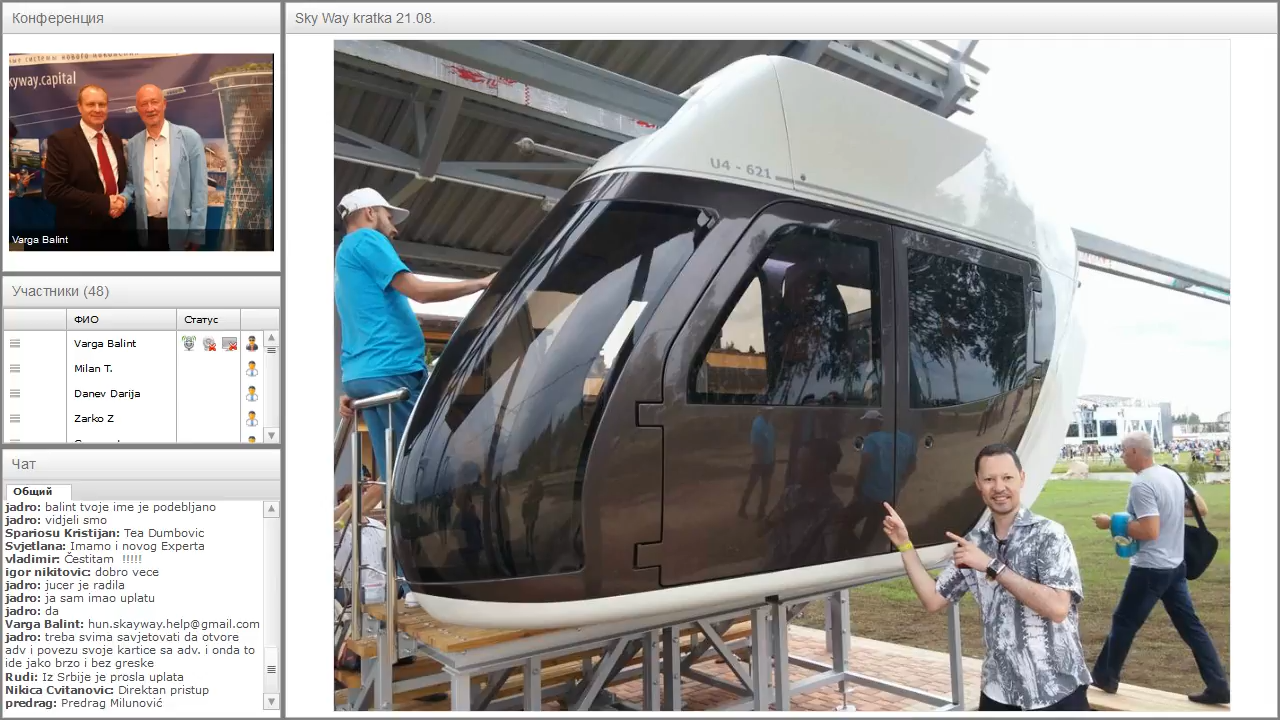 Конференция
kyway.capital
Varga Balint
Участники (48)
ФИО Статус
Varga Balint
Milan T.
Danev Darija
Zarko Z
Чат
Общий
jadro: balint tvoje ime je podebljano
jadro: vidjeli smo
Spariosu Kristijan: Tea Dumbovic
Svjetlana: Imamo i novog Experta
vladimir: Čestitam !!!!!
igor nikitovic: dobro vece
jadro: jucer je radila
jadro: ja sam imao uplatu
jadro: da
Varga Balint: hun.skayway.help@gmail.com
jadro: treba svima savjetovati da otvore
adv i povezu svoje kartice sa adv. i onda to
ide jako brzo i bez greske
Rudi: Iz Srbije je prosla uplata
Nikica Cvitanovic: Direktan pristup
predrag: Predrag Milunović
Sky Way kratka 21.08.
U4 - 621